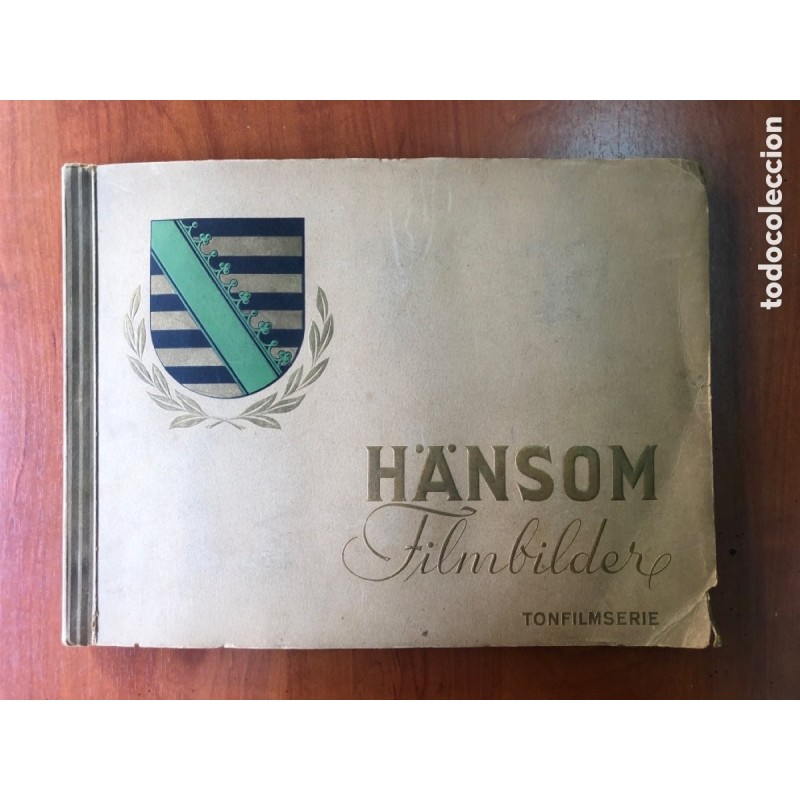 HÄNSOM
Filmbilder
TONFILMSERIE
todocoleccion